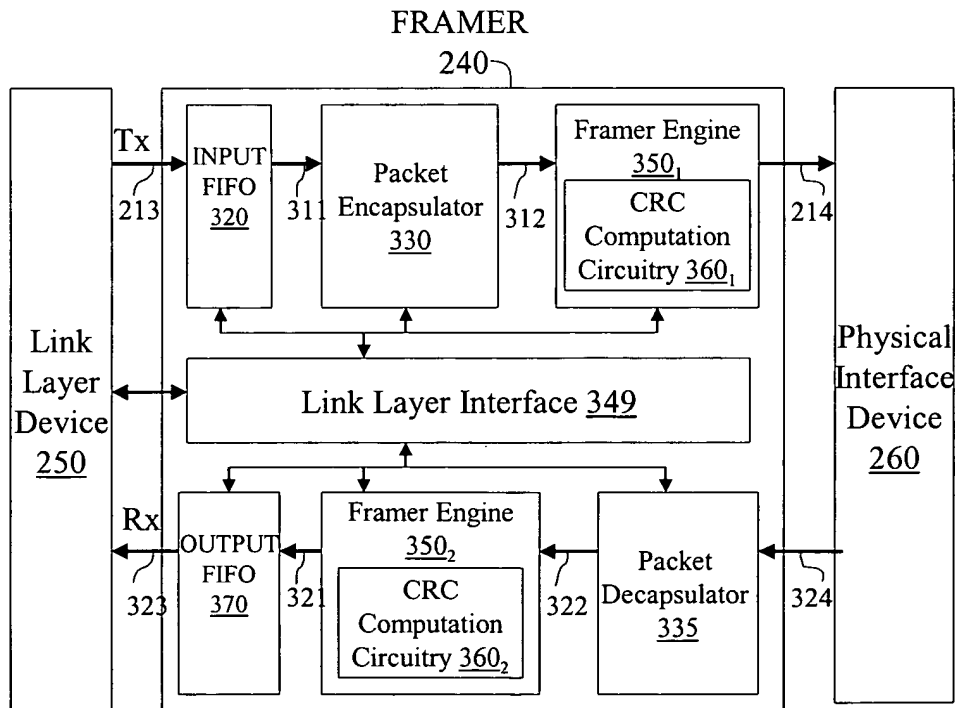 FRAMER
240
Tx
213
INPUT
FIFO
320
311
Packet
Encapsulator
330
312
Framer Engine
350₁
CRC
Computation
Circuitry 360₁
214
Link
Layer
Device
250
Link Layer Interface 349
Physical
Interface
Device
260
Rx
323
OUTPUT
FIFO
370
321
Framer Engine
350₂
CRC
Computation
Circuitry 360₂
322
Packet
Decapsulator
335
324